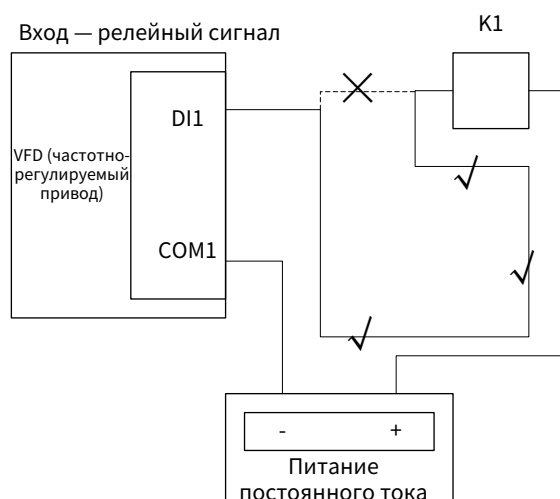 Вход — релейный сигнал
K1
DI1
VFD (частотно-
регулируемый
привод)
COM1
- +
Питание
постоянного тока